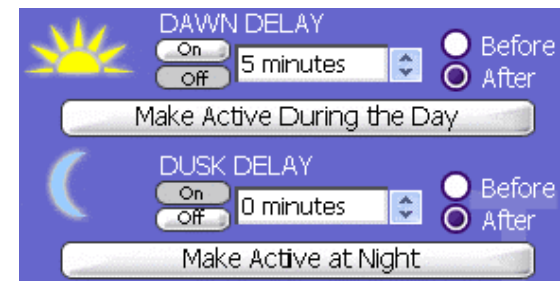 DAWN DELAY
On
Off
5 minutes
Before
After
Make Active During the Day
DUSK DELAY
On
Off
0 minutes
Before
After
Make Active at Night